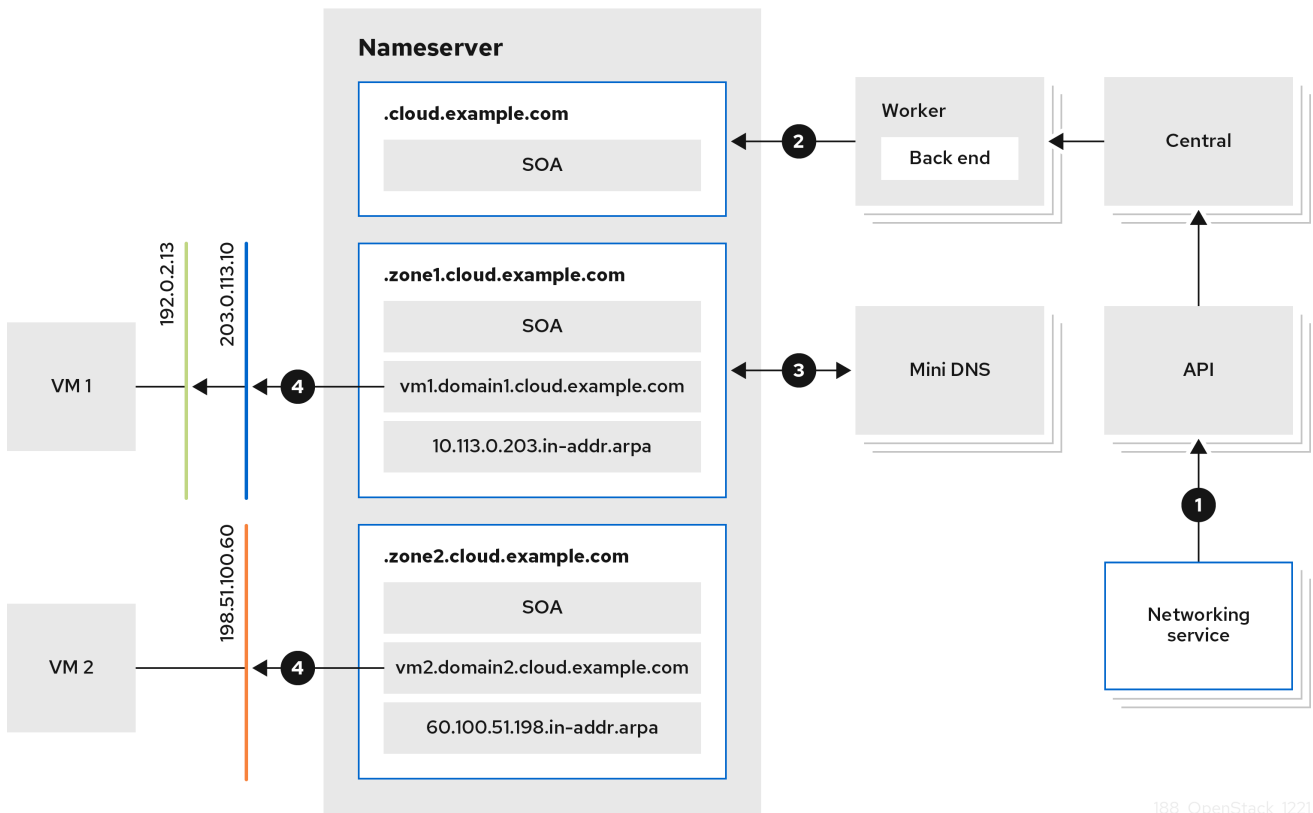 Nameserver
.cloud.example.com
SOA
2
Worker
Back end
Central
192.0.2.13
203.0.113.10
.zone1.cloud.example.com
SOA
VM 1
4
vm1.domain1.cloud.example.com
10.113.0.203.in-addr.arpa
3
Mini DNS
API
1
198.51.100.60
.zone2.cloud.example.com
SOA
VM 2
4
vm2.domain2.cloud.example.com
60.100.51.198.in-addr.arpa
Networking
service
188_OpenStack_1221